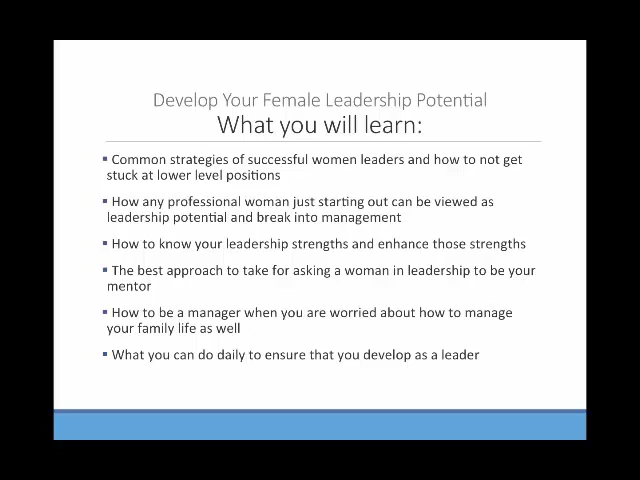 Develop Your Female Leadership Potential
What you will learn:
▪ Common strategies of successful women leaders and how to not get
stuck at lower level positions
▪ How any professional woman just starting out can be viewed as
leadership potential and break into management
▪ How to know your leadership strengths and enhance those strengths
▪ The best approach to take for asking a woman in leadership to be your
mentor
▪ How to be a manager when you are worried about how to manage
your family life as well
▪ What you can do daily to ensure that you develop as a leader